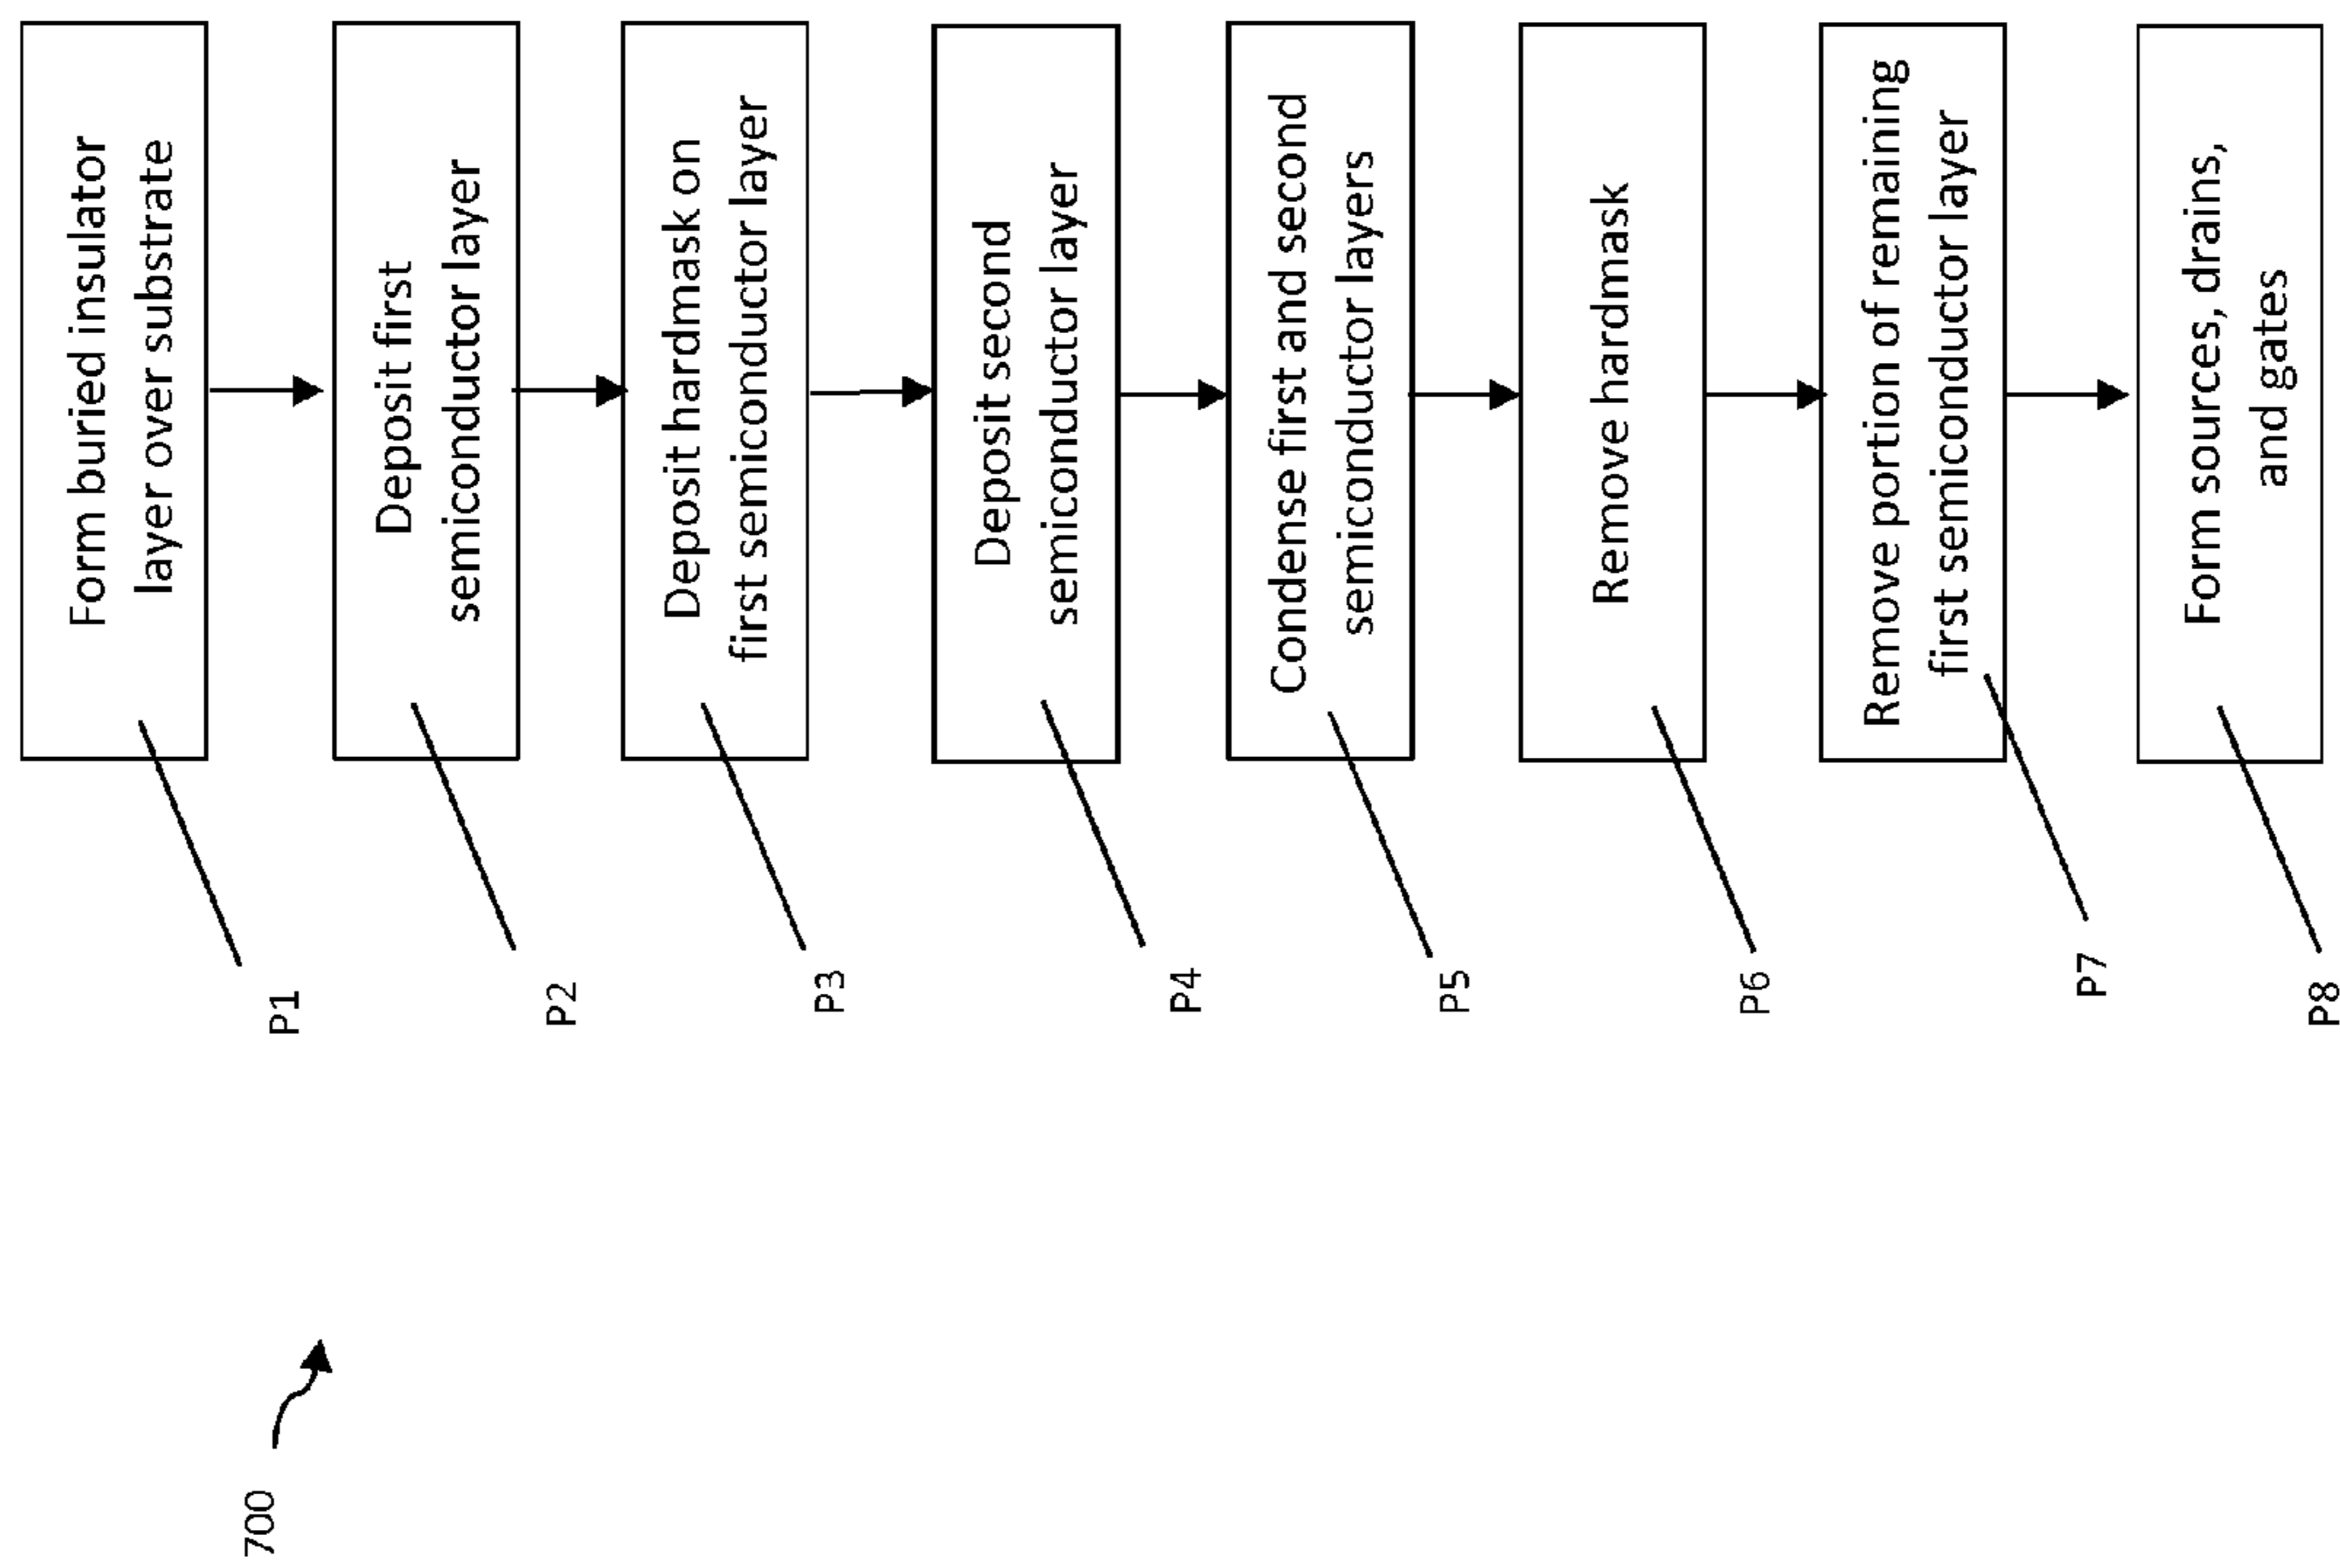 700
P1
Form buried insulator
layer over substrate
P2
Deposit first
semiconductor layer
P3
Deposit hardmask on
first semiconductor layer
P4
Deposit second
semiconductor layer
P5
Condense first and second
semiconductor layers
P6
Remove hardmask
P7
Remove portion of remaining
first semiconductor layer
P8
Form sources, drains,
and gates